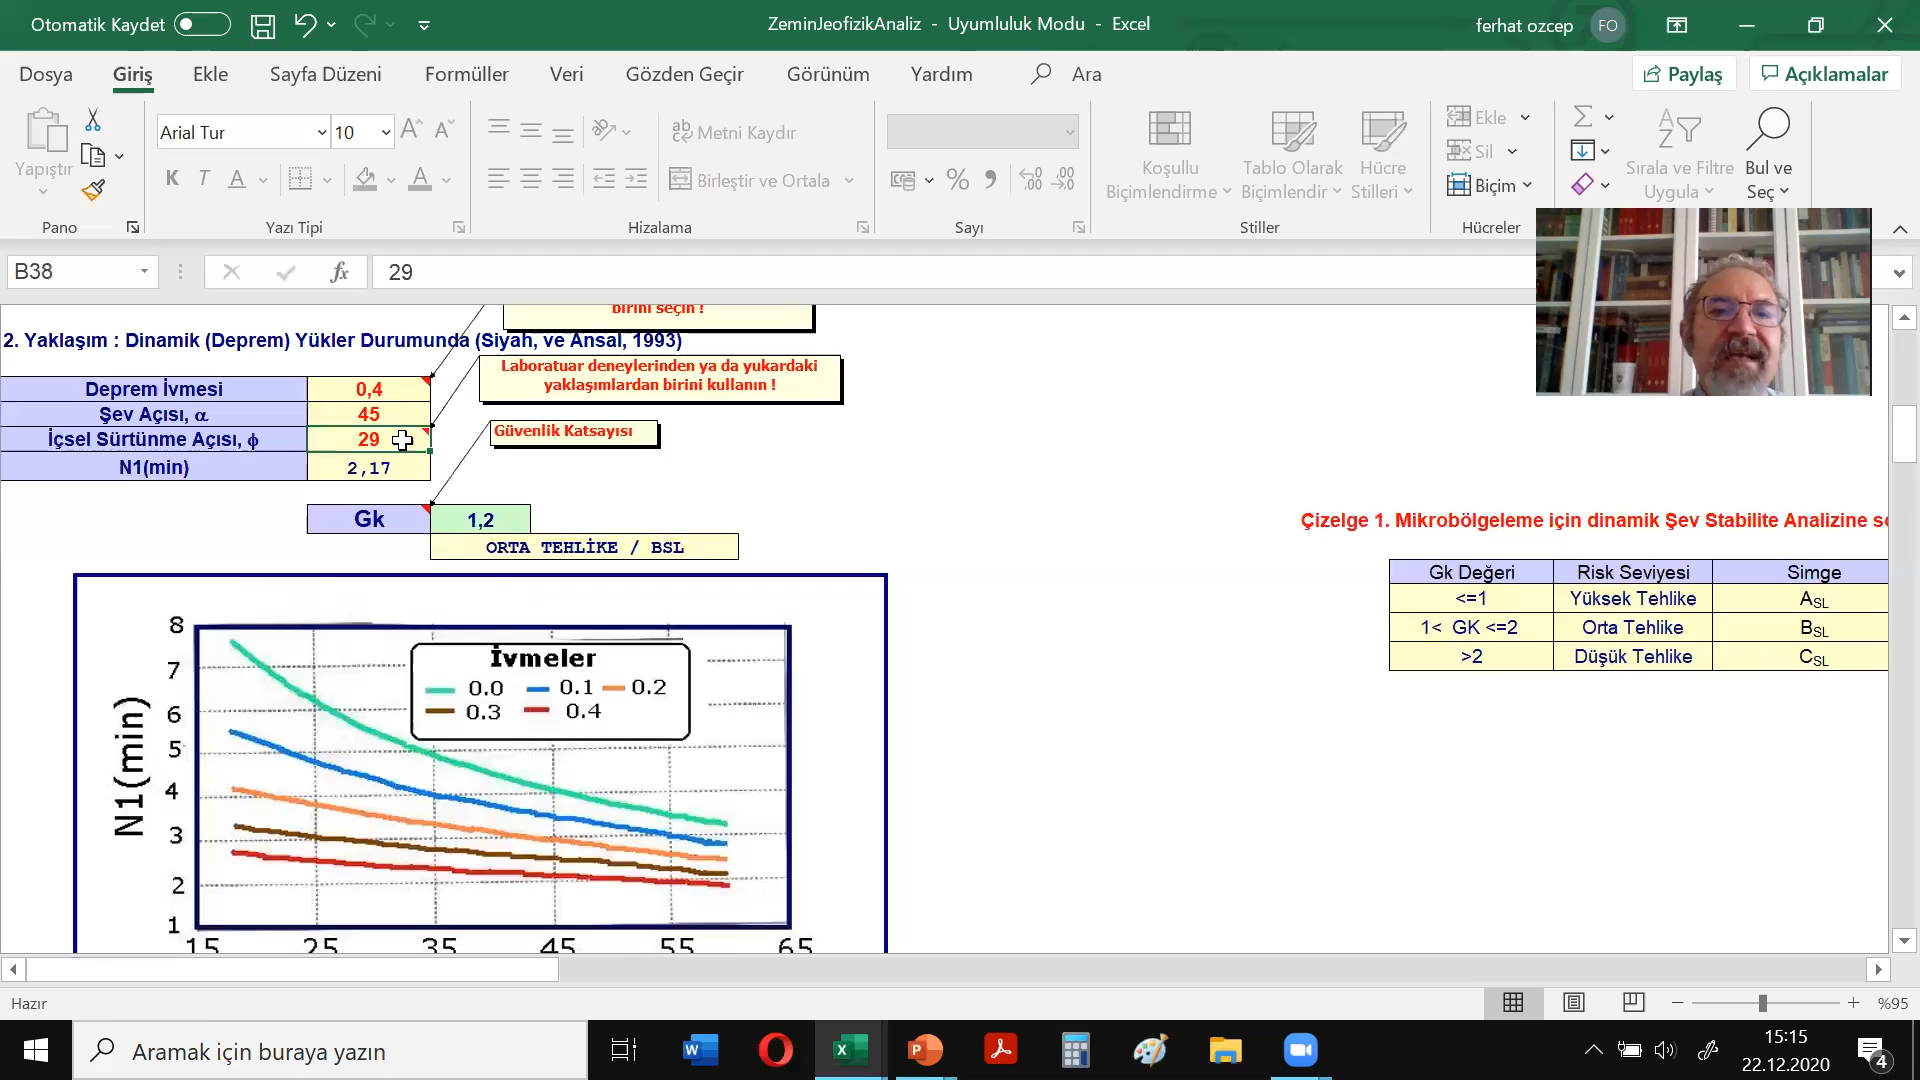 Otomatik Kaydet
ZeminJeofizikAnaliz - Uyumluluk Modu - Excel
ferhat ozcep
FO
Dosya Giriş Ekle Sayfa Düzeni Formüller Veri Gözden Geçir Görünüm Yardım Ara
Paylaş
Açıklamalar
Yapıştır
Arial Tur
10
K T A
Metni Kaydır
Birleştir ve Ortala
Koşullu
Biçimlendirme
Tablo Olarak
Biçimlendir
Hücre
Stilleri
Ekle
Sil
Biçim
Sırala ve Filtre
Uygula
Bul ve
Seç
Pano
Yazı Tipi
Hizalama
Sayı
Stiller
Hücreler
B38
fx
29
birini seçin !
2. Yaklaşım : Dinamik (Deprem) Yükler Durumunda (Siyah, ve Ansal, 1993)
Laboratuar deneylerinden ya da yukardaki
yaklaşımlardan birini kullanın !
Deprem İvmesi 0,4
Şev Açısı, α 45
İçsel Sürtünme Açısı, ϕ 29
N1(min) 2,17
Güvenlik Katsayısı
Gk 1,2
ORTA TEHLİKE / BSL
Çizelge 1. Mikrobölgeleme için dinamik Şev Stabilite Analizine
Gk Değeri Risk Seviyesi Simge
<=1 Yüksek Tehlike ASL
1< GK <=2 Orta Tehlike BSL
>2 Düşük Tehlike CSL
İvmeler
0.0 0.1 0.2
0.3 0.4
N1(min)
8
7
6
5
4
3
2
1
15 25 35 45 55 65
Hazır
%95
Aramak için buraya yazın
15:15
22.12.2020
4